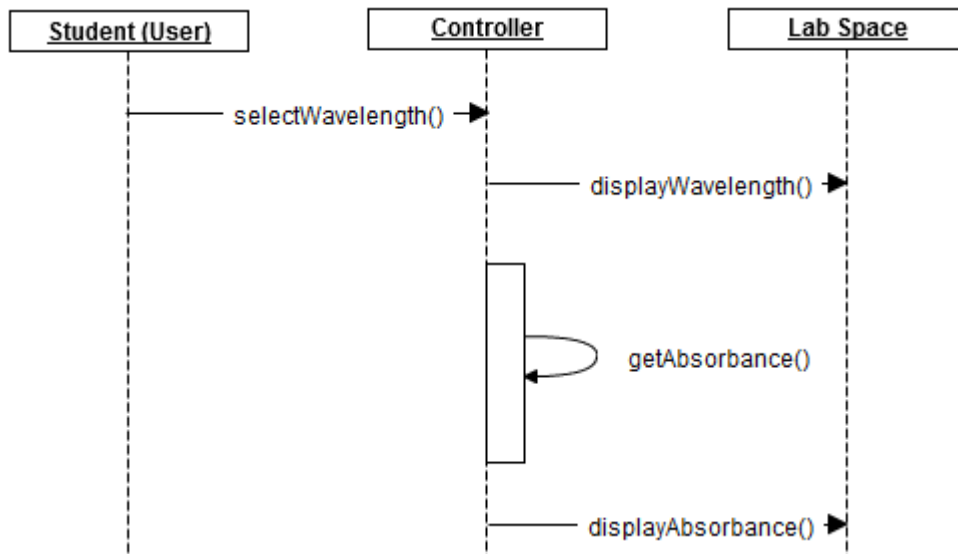 Student (User)
Controller
Lab Space
selectWavelength()
displayWavelength()
getAbsorbance()
displayAbsorbance()